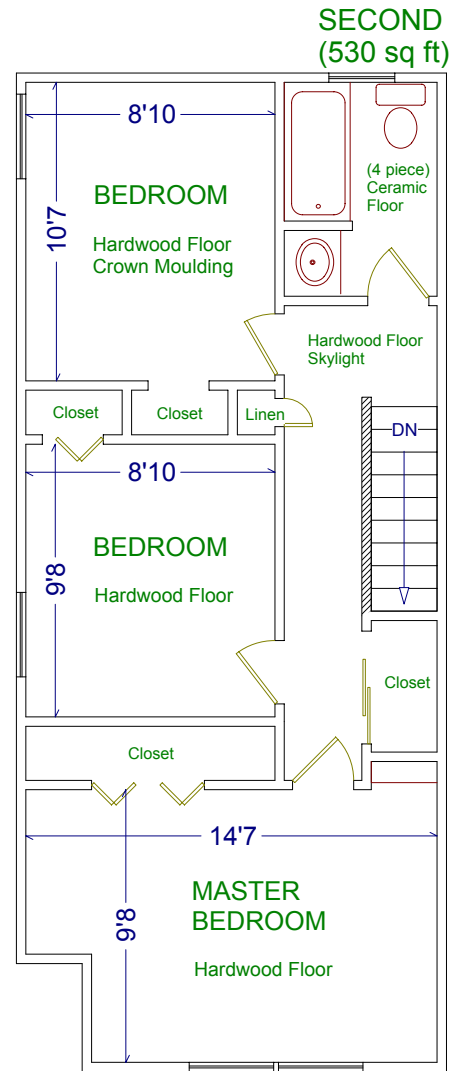 SECOND
(530 sq ft)
8'10
10'7
BEDROOM
Hardwood Floor
Crown Moulding
(4 piece)
Ceramic
Floor
Hardwood Floor
Skylight
Closet
Closet
Linen
DN
8'10
9'8
BEDROOM
Hardwood Floor
Closet
Closet
14'7
9'8
MASTER
BEDROOM
Hardwood Floor